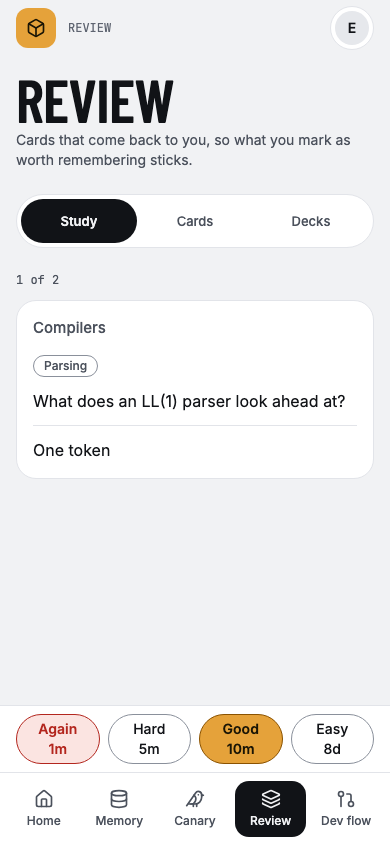 REVIEW
E
REVIEW
Cards that come back to you, so what you mark as
worth remembering sticks.
Study
Cards
Decks
1 of 2
Compilers
Parsing
What does an LL(1) parser look ahead at?
One token
Again
1m
Hard
5m
Good
10m
Easy
8d
Home
Memory
Canary
Review
Dev flow